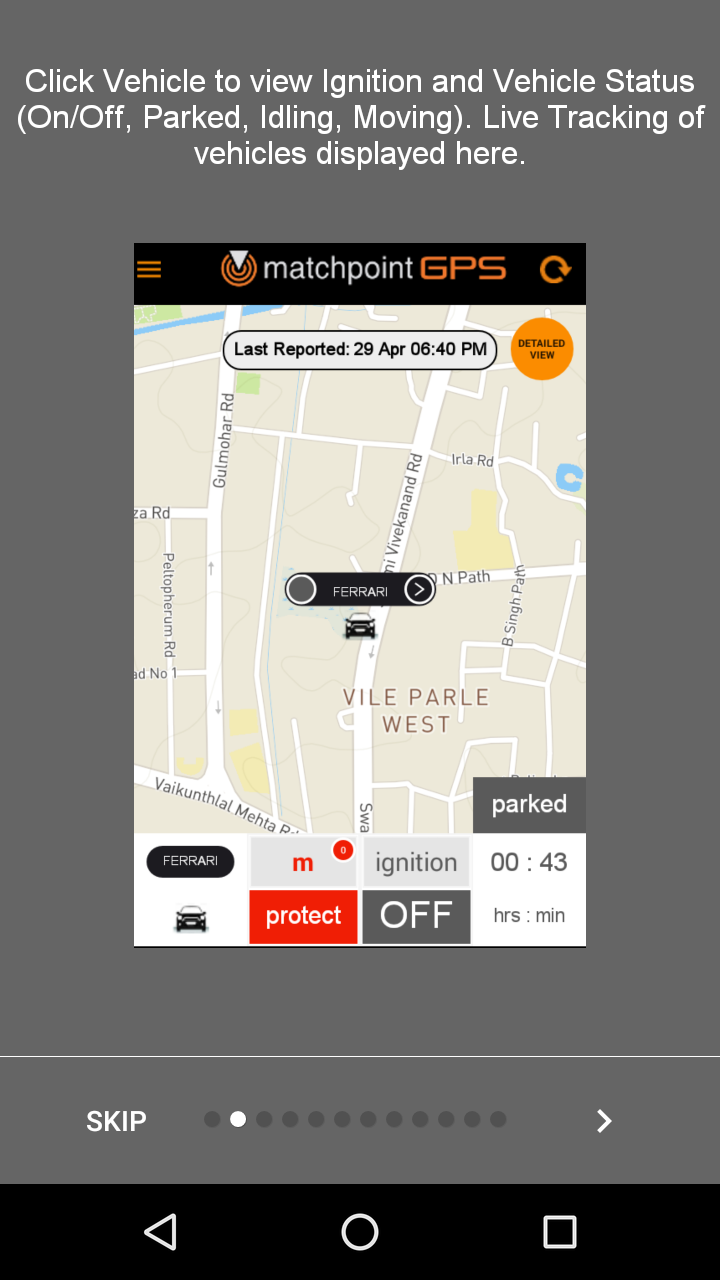 Click Vehicle to view Ignition and Vehicle Status
(On/Off, Parked, Idling, Moving). Live Tracking of
vehicles displayed here.
matchpoint GPS
Last Reported: 29 Apr 06:40 PM
DETAILED
VIEW
Gulmohar Rd
Irla Rd
za Rd
ni Vivekanand Rd
Peltopherum Rd
D N Path
FERRARI
B Singh Path
ad No 1
VILE PARLE
WEST
Vaikunthlal Mehta Rd
Swa
parked
FERRARI
m
0
ignition
00 : 43
protect
OFF
hrs : min
SKIP